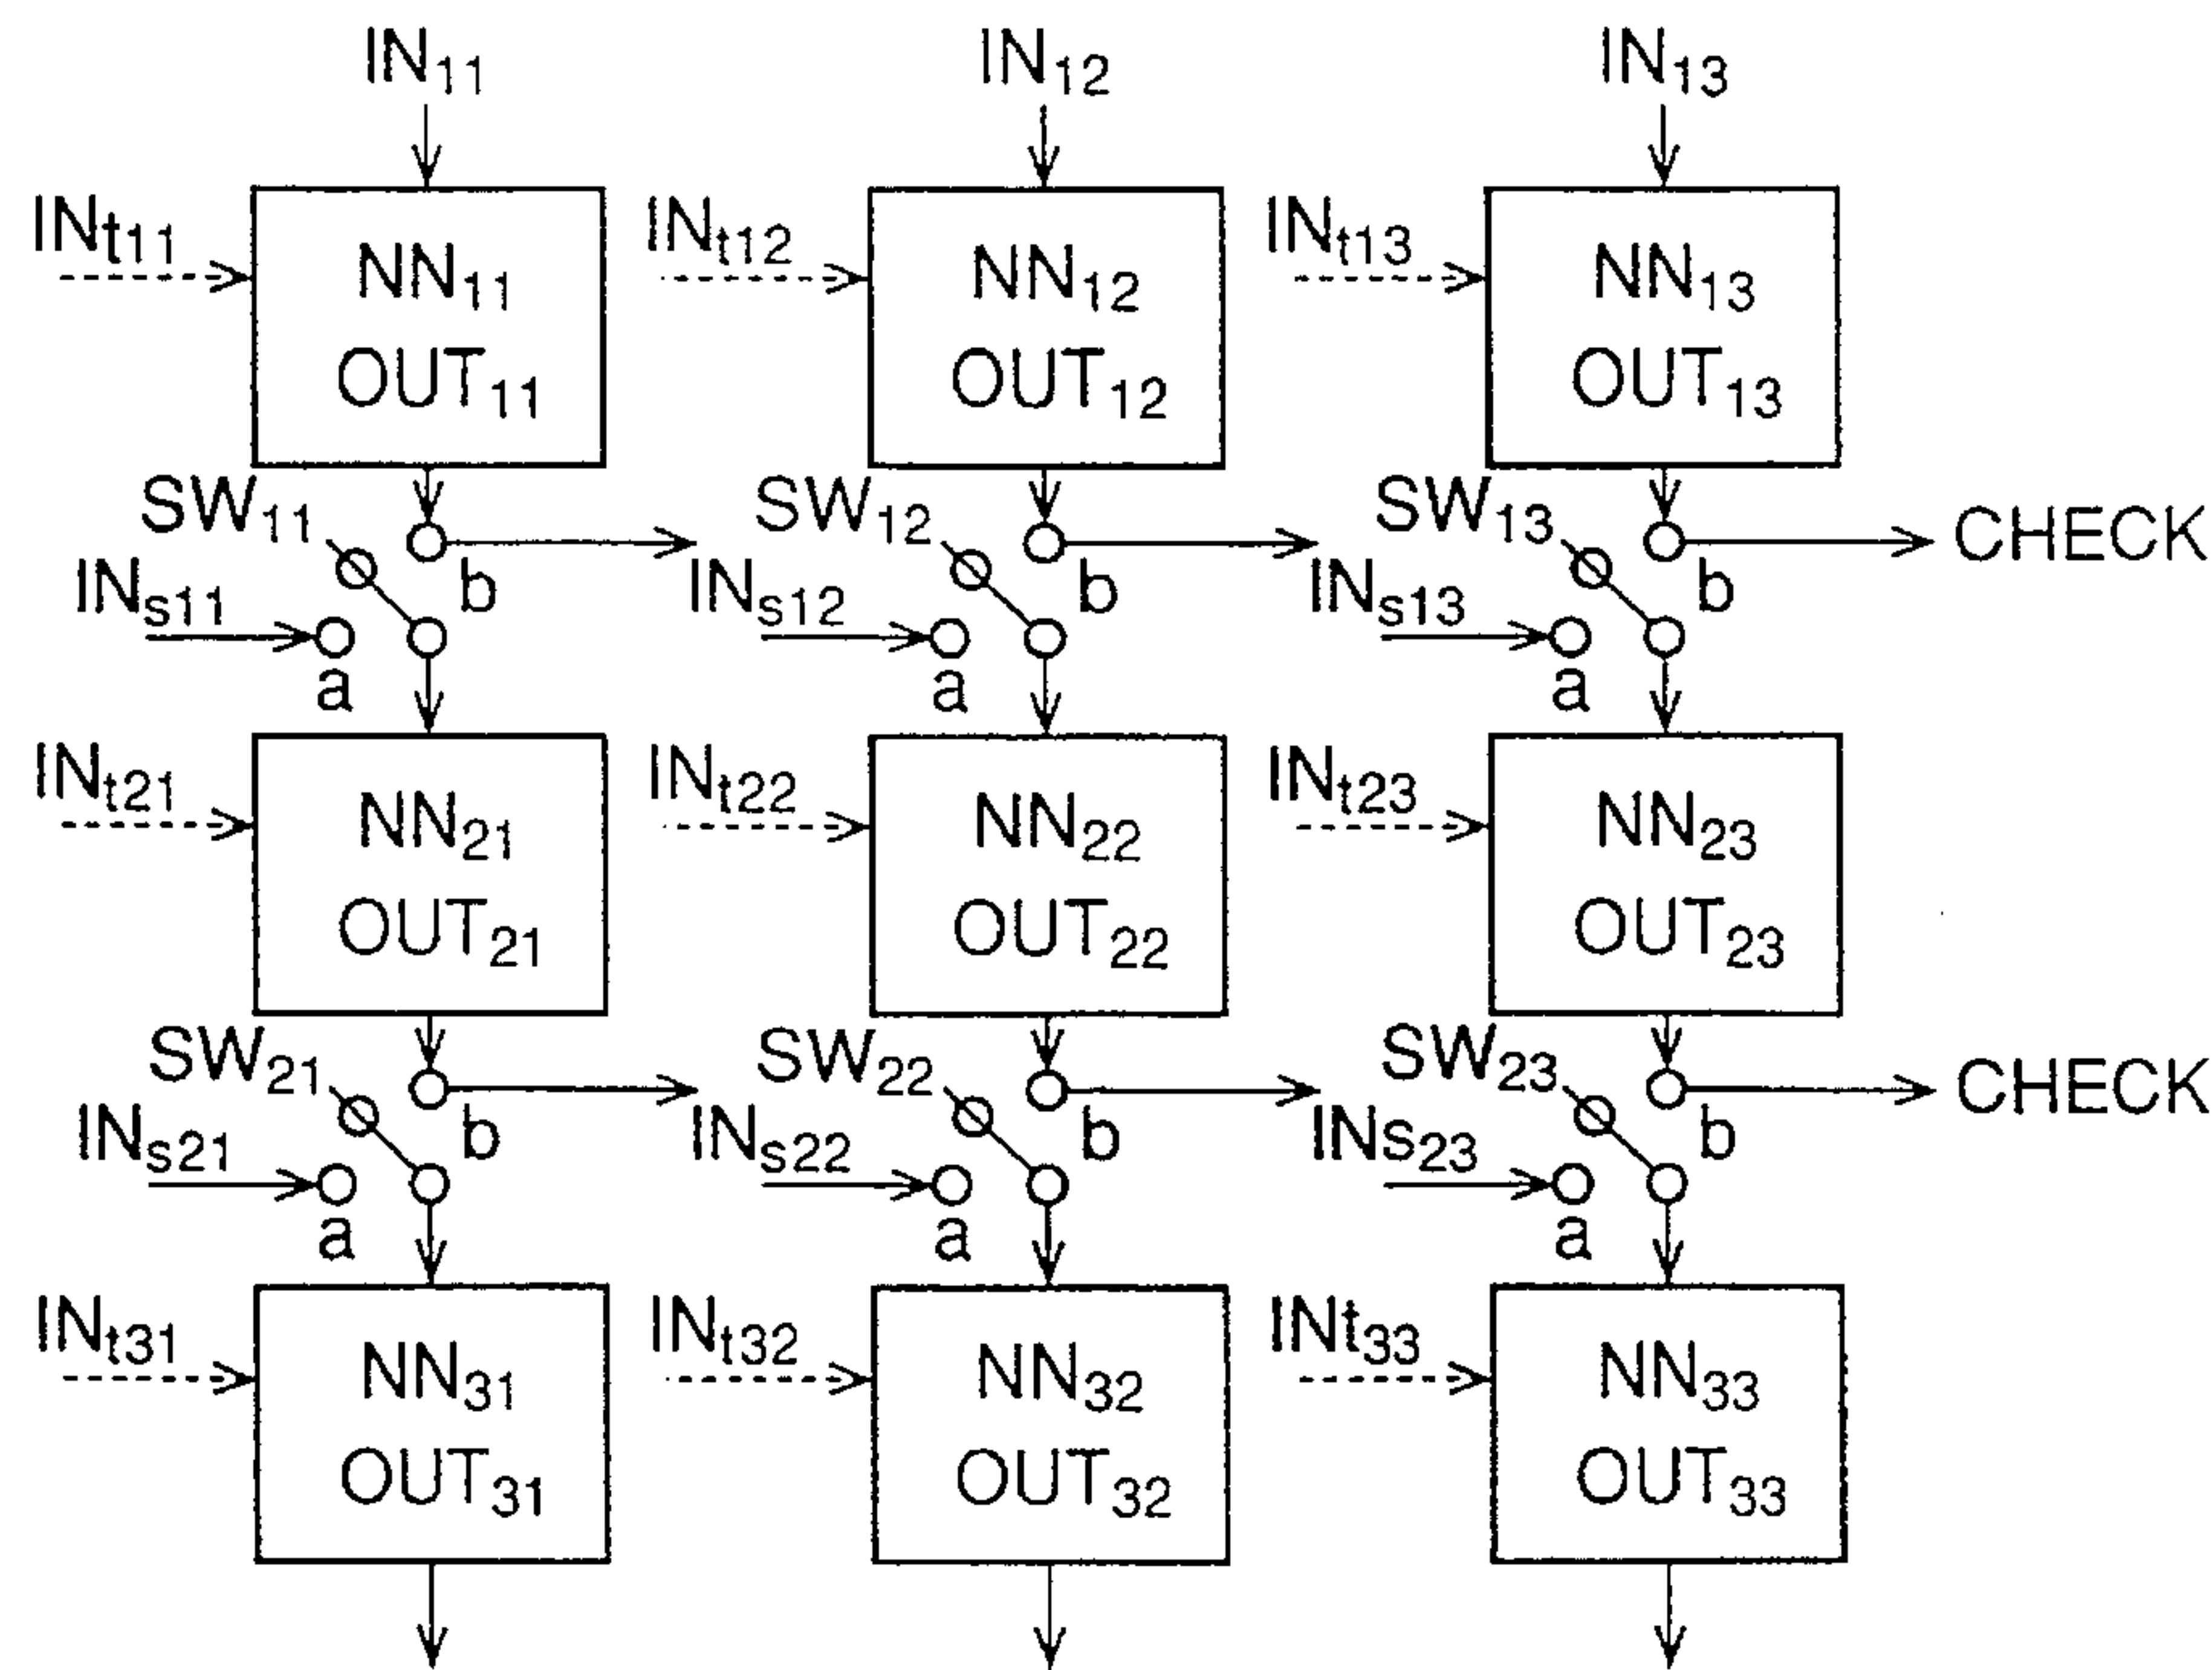 IN11 IN12 IN13
INt11 INt12 INt13
NN11 NN12 NN13
OUT11 OUT12 OUT13
SW11 SW12 SW13 CHECK
b b b
INs11 INs12 INs13
a a a
INt21 INt22 INt23
NN21 NN22 NN23
OUT21 OUT22 OUT23
SW21 SW22 SW23 CHECK
b b b
INs21 INs22 INs23
a a a
INt31 INt32 INt33
NN31 NN32 NN33
OUT31 OUT32 OUT33